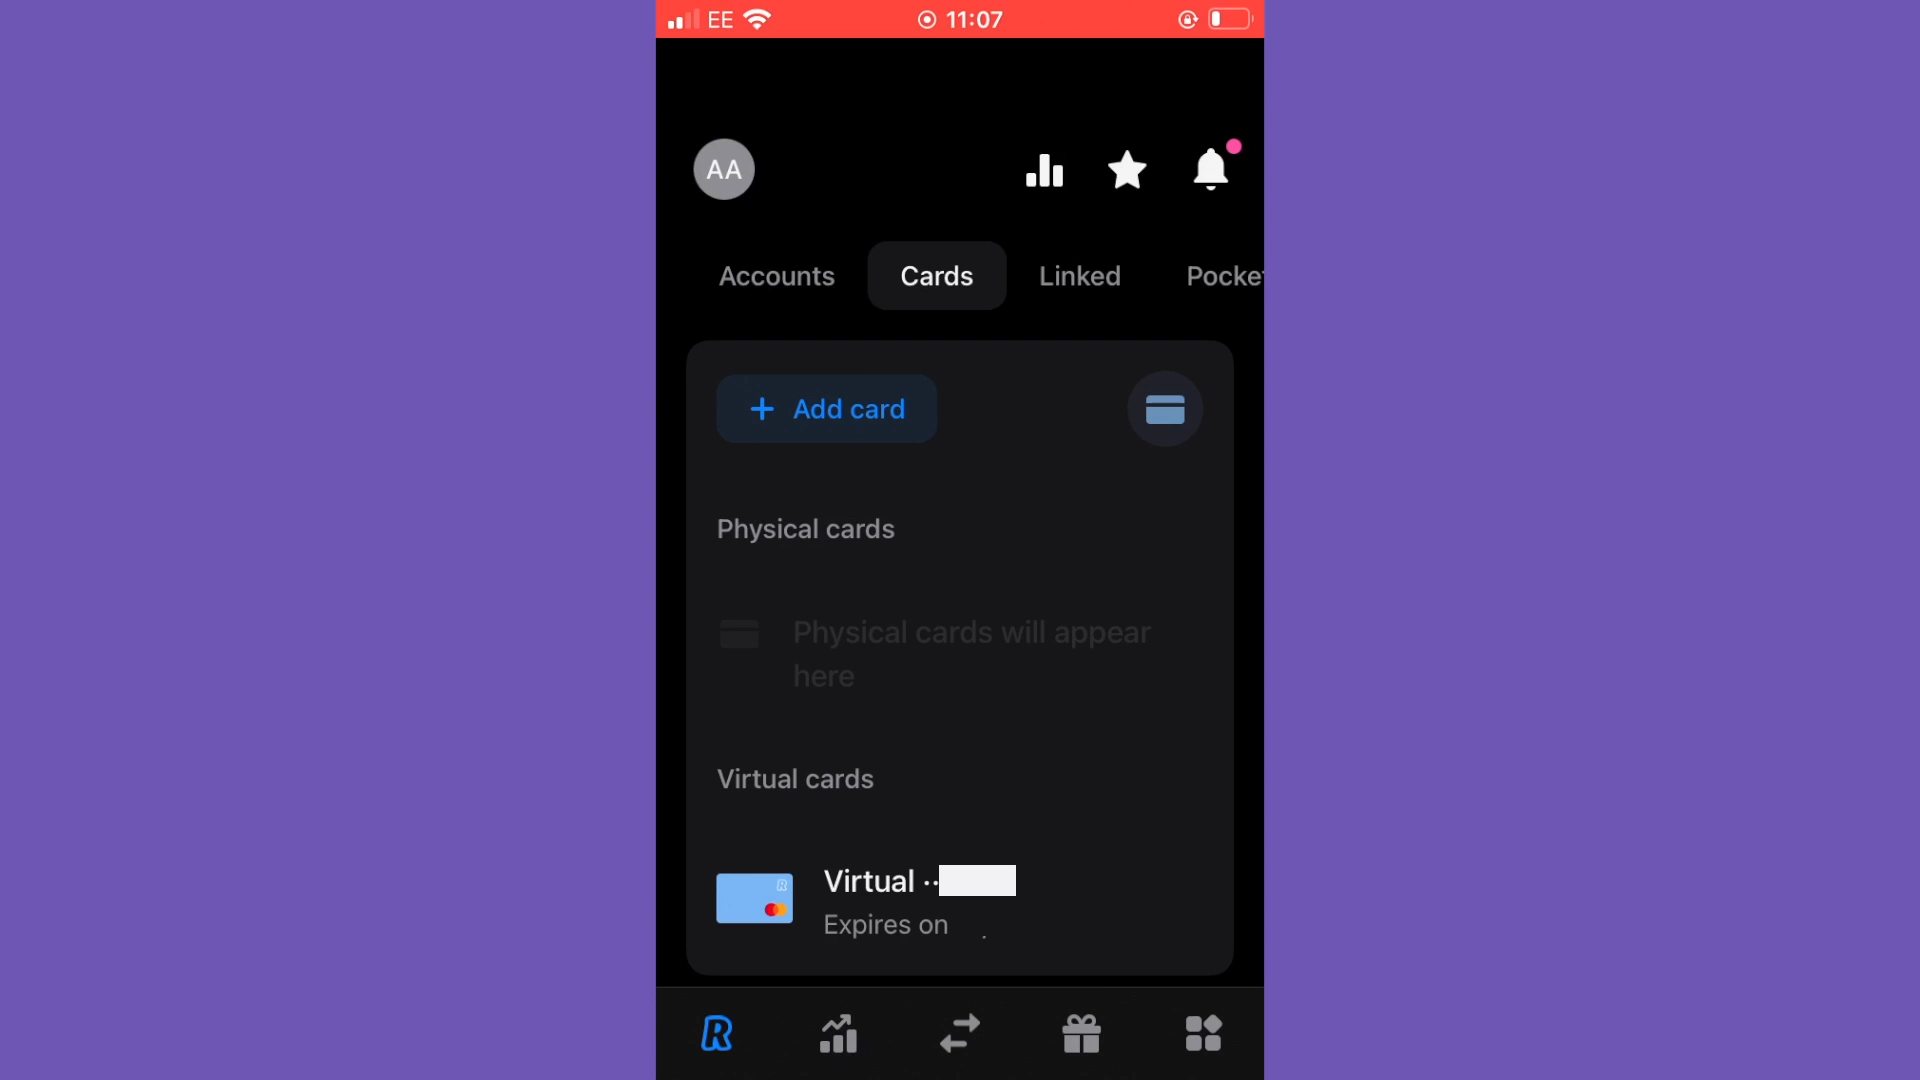 EE 11:07
AA
Accounts Cards Linked Pocke
+ Add card
Physical cards
Physical cards will appear
here
Virtual cards
Virtual ··
Expires on
R